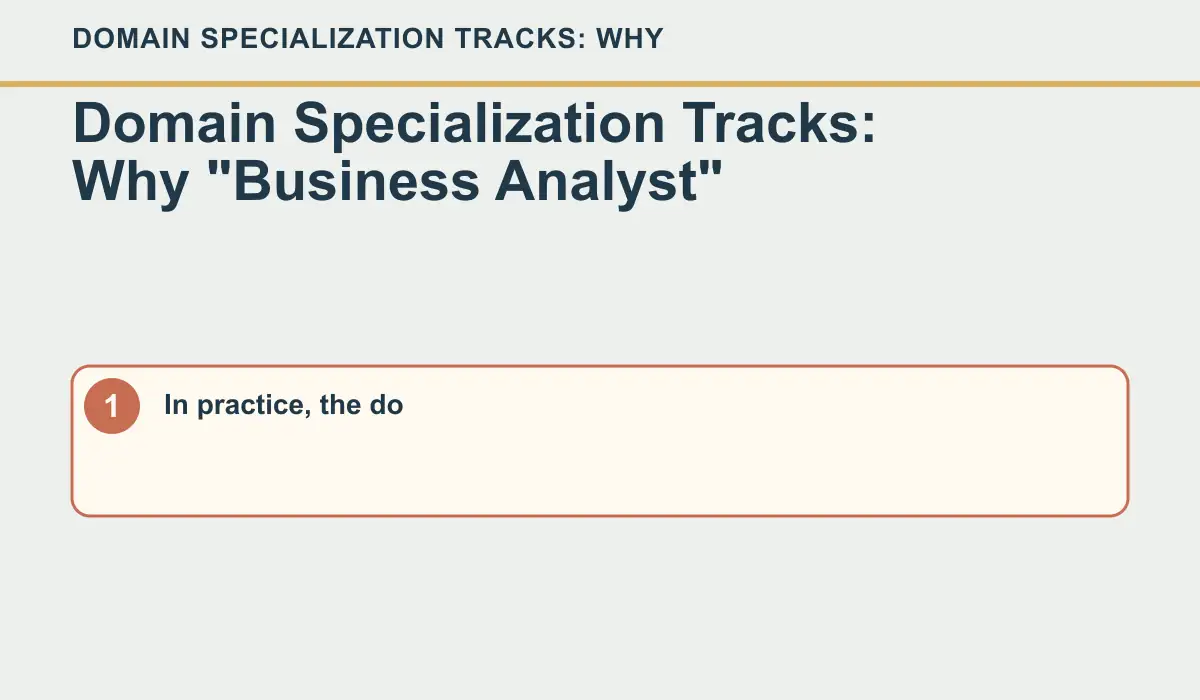 DOMAIN SPECIALIZATION TRACKS: WHY
Domain Specialization Tracks:
Why "Business Analyst"
1 In practice, the do